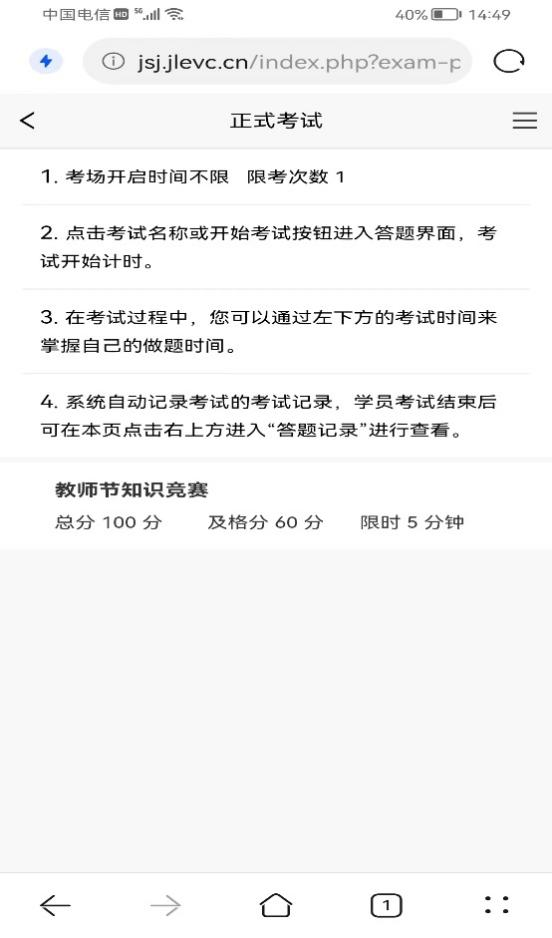 中国电信 HD 5G 40% 14:49
jsj.jlevc.cn/index.php?exam-p
正式考试
1. 考场开启时间不限 限考次数 1
2. 点击考试名称或开始考试按钮进入答题界面，考
试开始计时。
3. 在考试过程中，您可以通过左下方的考试时间来
掌握自己的做题时间。
4. 系统自动记录考试的考试记录，学员考试结束后
可在本页点击右上方进入“答题记录”进行查看。
教师节知识竞赛
总分 100 分 及格分 60 分 限时 5 分钟
1